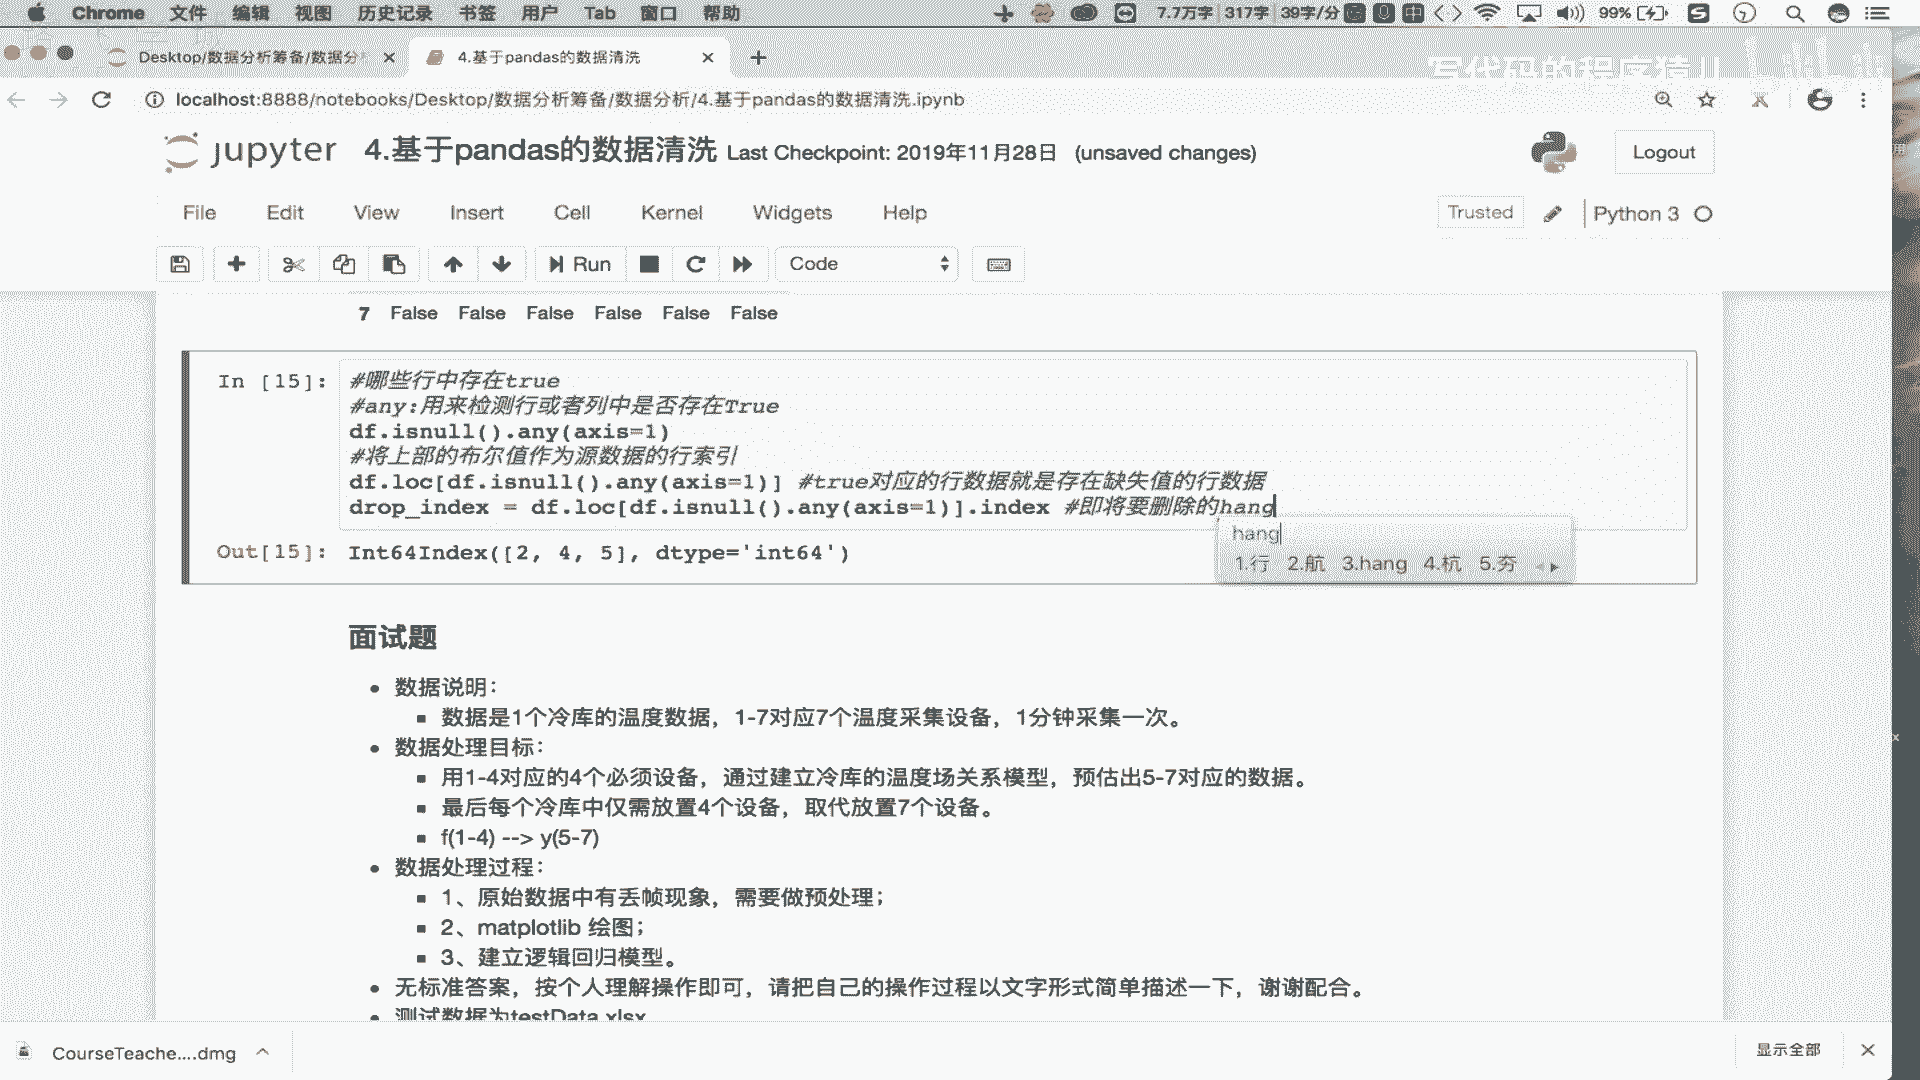 Chrome 文件 编辑 视图 历史记录 书签 用户 Tab 窗口 帮助 7.7万字 317字 39字/分 中 99%
Desktop/数据分析筹备/数据分 4.基于pandas的数据清洗
写代码的程序猿JL bilibili
localhost:8888/notebooks/Desktop/数据分析筹备/数据分析/4.基于pandas的数据清洗.ipynb
jupyter 4.基于pandas的数据清洗 Last Checkpoint: 2019年11月28日 (unsaved changes) Logout
File Edit View Insert Cell Kernel Widgets Help Trusted Python 3
Run Code
7 False False False False False False
In [15]: #哪些行中存在true
#any:用来检测行或者列中是否存在True
df.isnull().any(axis=1)
#将上部的布尔值作为源数据的行索引
df.loc[df.isnull().any(axis=1)] #true对应的行数据就是存在缺失值的行数据
drop_index = df.loc[df.isnull().any(axis=1)].index #即将要删除的hang
hang
1.行 2.航 3.hang 4.杭 5.夯
Out[15]: Int64Index([2, 4, 5], dtype='int64')
面试题
数据说明：
数据是1个冷库的温度数据，1-7对应7个温度采集设备，1分钟采集一次。
数据处理目标：
用1-4对应的4个必须设备，通过建立冷库的温度场关系模型，预估出5-7对应的数据。
最后每个冷库中仅需放置4个设备，取代放置7个设备。
f(1-4) --> y(5-7)
数据处理过程：
1、原始数据中有丢帧现象，需要做预处理；
2、matplotlib 绘图；
3、建立逻辑回归模型。
无标准答案，按个人理解操作即可，请把自己的操作过程以文字形式简单描述一下，谢谢配合。
测试数据为testData.xlsx
CourseTeache....dmg 显示全部